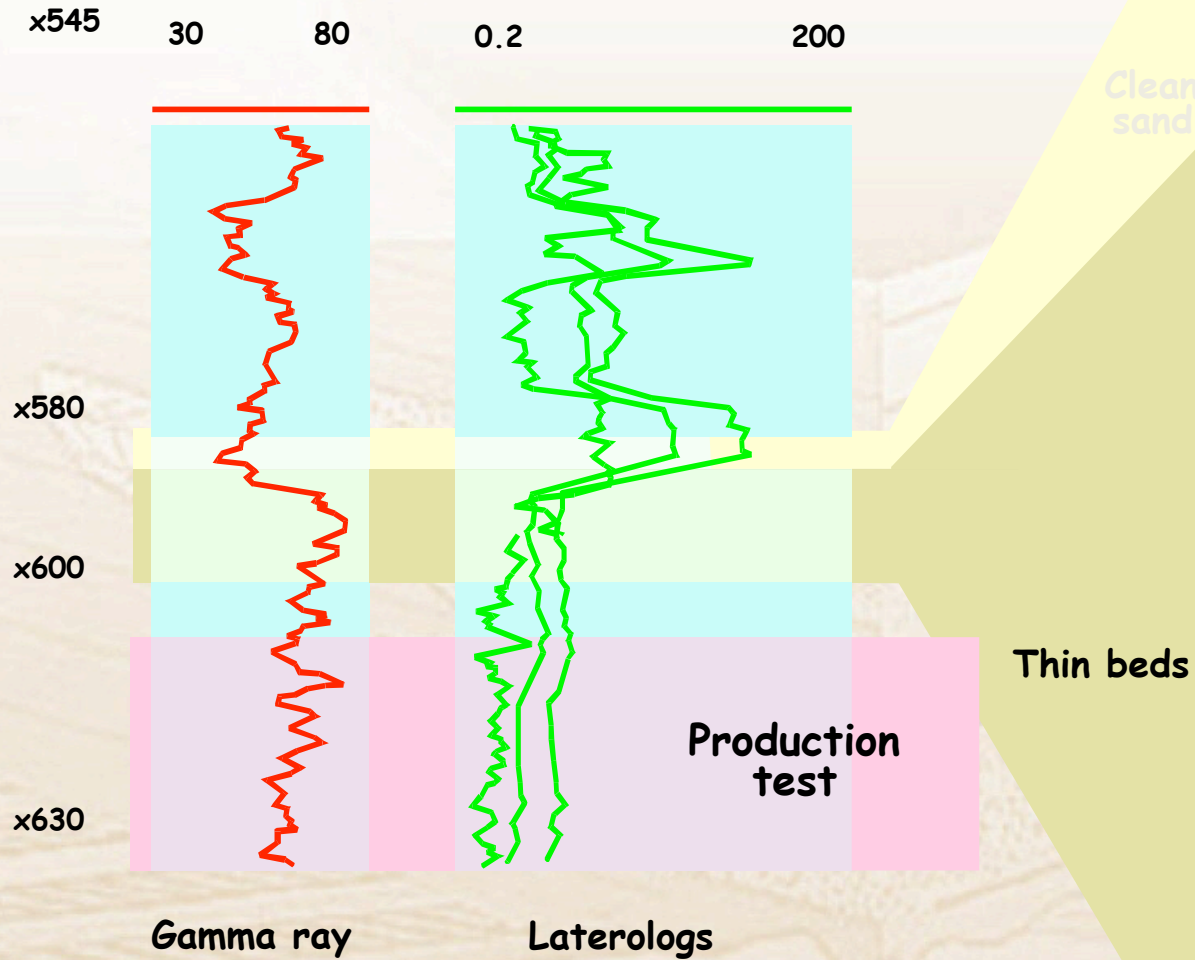 x545
30
80
0.2
200
Clean
sand
x580
x600
Thin beds
Production
test
x630
Gamma ray
Laterologs